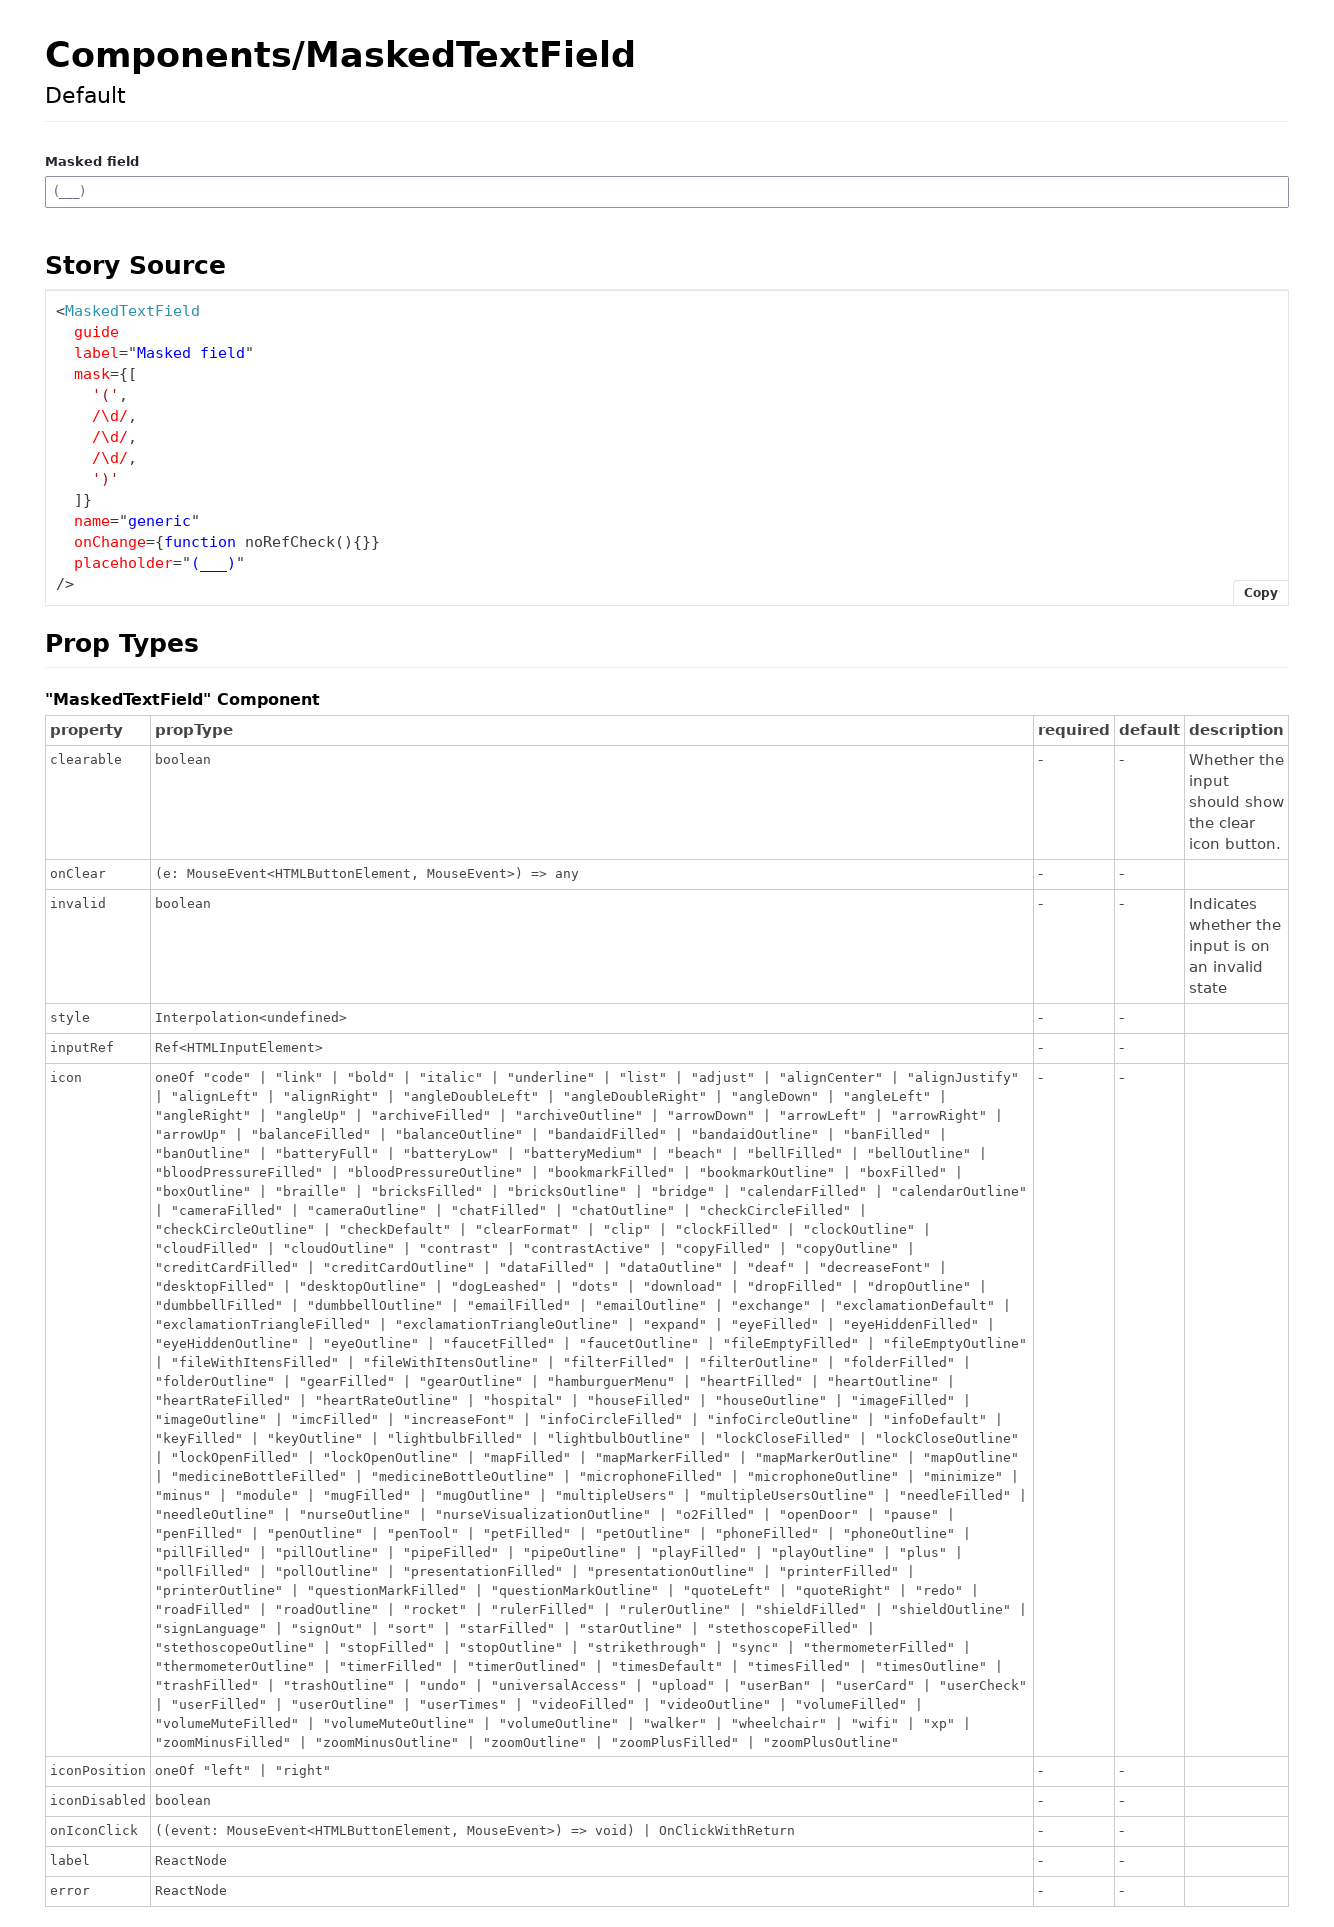 Components/MaskedTextField
Default
Masked field
(___)
Story Source
<MaskedTextField
guide
label="Masked field"
mask={[
'(',
/\d/,
/\d/,
/\d/,
')'
]}
name="generic"
onChange={function noRefCheck(){}}
placeholder="(___)"
/>
Copy
Prop Types
"MaskedTextField" Component
property propType required default description
clearable boolean - - Whether the
input
should show
the clear
icon button.
onClear (e: MouseEvent<HTMLButtonElement, MouseEvent>) => any - -
invalid boolean - - Indicates
whether the
input is on
an invalid
state
style Interpolation<undefined> - -
inputRef Ref<HTMLInputElement> - -
icon oneOf "code" | "link" | "bold" | "italic" | "underline" | "list" | "adjust" | "alignCenter" | "alignJustify" - -
| "alignLeft" | "alignRight" | "angleDoubleLeft" | "angleDoubleRight" | "angleDown" | "angleLeft" |
"angleRight" | "angleUp" | "archiveFilled" | "archiveOutline" | "arrowDown" | "arrowLeft" | "arrowRight" |
"arrowUp" | "balanceFilled" | "balanceOutline" | "bandaidFilled" | "bandaidOutline" | "banFilled" |
"banOutline" | "batteryFull" | "batteryLow" | "batteryMedium" | "beach" | "bellFilled" | "bellOutline" |
"bloodPressureFilled" | "bloodPressureOutline" | "bookmarkFilled" | "bookmarkOutline" | "boxFilled" |
"boxOutline" | "braille" | "bricksFilled" | "bricksOutline" | "bridge" | "calendarFilled" | "calendarOutline"
| "cameraFilled" | "cameraOutline" | "chatFilled" | "chatOutline" | "checkCircleFilled" |
"checkCircleOutline" | "checkDefault" | "clearFormat" | "clip" | "clockFilled" | "clockOutline" |
"cloudFilled" | "cloudOutline" | "contrast" | "contrastActive" | "copyFilled" | "copyOutline" |
"creditCardFilled" | "creditCardOutline" | "dataFilled" | "dataOutline" | "deaf" | "decreaseFont" |
"desktopFilled" | "desktopOutline" | "dogLeashed" | "dots" | "download" | "dropFilled" | "dropOutline" |
"dumbbellFilled" | "dumbbellOutline" | "emailFilled" | "emailOutline" | "exchange" | "exclamationDefault" |
"exclamationTriangleFilled" | "exclamationTriangleOutline" | "expand" | "eyeFilled" | "eyeHiddenFilled" |
"eyeHiddenOutline" | "eyeOutline" | "faucetFilled" | "faucetOutline" | "fileEmptyFilled" | "fileEmptyOutline"
| "fileWithItensFilled" | "fileWithItensOutline" | "filterFilled" | "filterOutline" | "folderFilled" |
"folderOutline" | "gearFilled" | "gearOutline" | "hamburguerMenu" | "heartFilled" | "heartOutline" |
"heartRateFilled" | "heartRateOutline" | "hospital" | "houseFilled" | "houseOutline" | "imageFilled" |
"imageOutline" | "imcFilled" | "increaseFont" | "infoCircleFilled" | "infoCircleOutline" | "infoDefault" |
"keyFilled" | "keyOutline" | "lightbulbFilled" | "lightbulbOutline" | "lockCloseFilled" | "lockCloseOutline"
| "lockOpenFilled" | "lockOpenOutline" | "mapFilled" | "mapMarkerFilled" | "mapMarkerOutline" | "mapOutline"
| "medicineBottleFilled" | "medicineBottleOutline" | "microphoneFilled" | "microphoneOutline" | "minimize" |
"minus" | "module" | "mugFilled" | "mugOutline" | "multipleUsers" | "multipleUsersOutline" | "needleFilled" |
"needleOutline" | "nurseOutline" | "nurseVisualizationOutline" | "o2Filled" | "openDoor" | "pause" |
"penFilled" | "penOutline" | "penTool" | "petFilled" | "petOutline" | "phoneFilled" | "phoneOutline" |
"pillFilled" | "pillOutline" | "pipeFilled" | "pipeOutline" | "playFilled" | "playOutline" | "plus" |
"pollFilled" | "pollOutline" | "presentationFilled" | "presentationOutline" | "printerFilled" |
"printerOutline" | "questionMarkFilled" | "questionMarkOutline" | "quoteLeft" | "quoteRight" | "redo" |
"roadFilled" | "roadOutline" | "rocket" | "rulerFilled" | "rulerOutline" | "shieldFilled" | "shieldOutline" |
"signLanguage" | "signOut" | "sort" | "starFilled" | "starOutline" | "stethoscopeFilled" |
"stethoscopeOutline" | "stopFilled" | "stopOutline" | "strikethrough" | "sync" | "thermometerFilled" |
"thermometerOutline" | "timerFilled" | "timerOutlined" | "timesDefault" | "timesFilled" | "timesOutline" |
"trashFilled" | "trashOutline" | "undo" | "universalAccess" | "upload" | "userBan" | "userCard" | "userCheck"
| "userFilled" | "userOutline" | "userTimes" | "videoFilled" | "videoOutline" | "volumeFilled" |
"volumeMuteFilled" | "volumeMuteOutline" | "volumeOutline" | "walker" | "wheelchair" | "wifi" | "xp" |
"zoomMinusFilled" | "zoomMinusOutline" | "zoomOutline" | "zoomPlusFilled" | "zoomPlusOutline"
iconPosition oneOf "left" | "right" - -
iconDisabled boolean - -
onIconClick ((event: MouseEvent<HTMLButtonElement, MouseEvent>) => void) | OnClickWithReturn - -
label ReactNode - -
error ReactNode - -